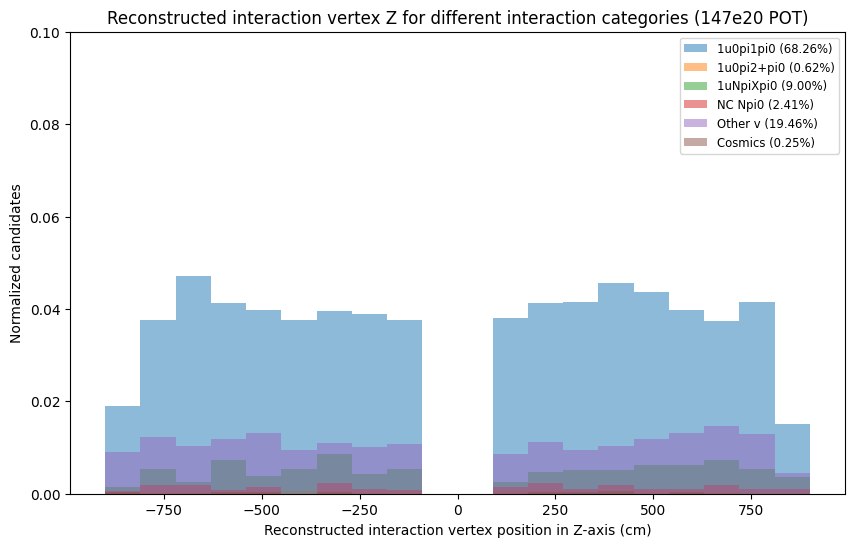 Reconstructed interaction vertex Z for different interaction categories (147e20 POT)
1u0pi1pi0 (68.26%)
1u0pi2+pi0 (0.62%)
1uNpiXpi0 (9.00%)
NC Npi0 (2.41%)
Other v (19.46%)
Cosmics (0.25%)
Normalized candidates
0.10
0.08
0.06
0.04
0.02
0.00
−750
−500
−250
0
250
500
750
Reconstructed interaction vertex position in Z-axis (cm)